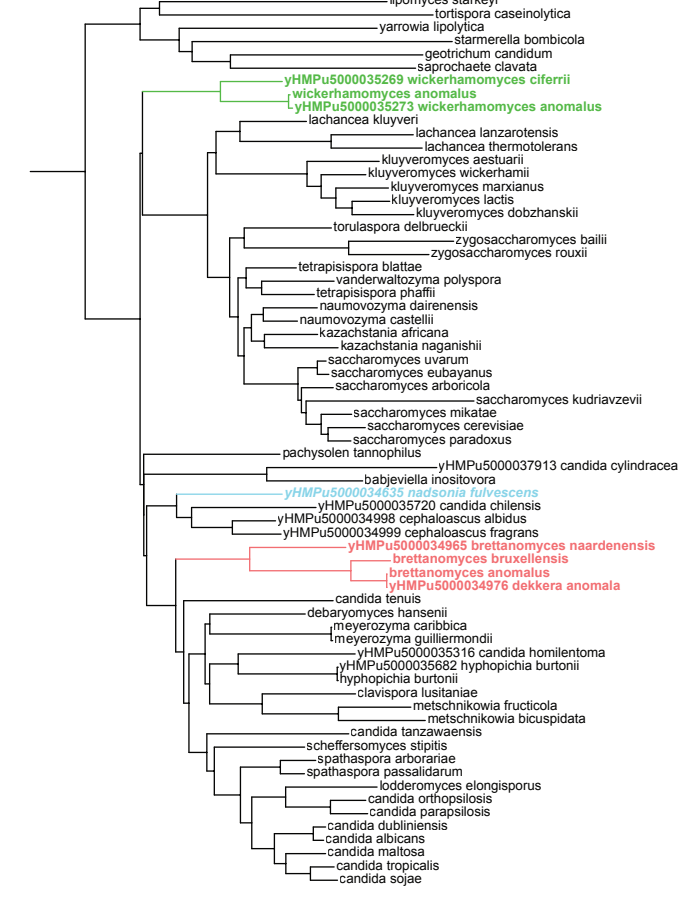 lipomyces starkeyi
tortispora caseinolytica
yarrowia lipolytica
starmerella bombicola
geotrichum candidum
saprochaete clavata
yHMPu5000035269 wickerhamomyces ciferrii
wickerhamomyces anomalus
yHMPu5000035273 wickerhamomyces anomalus
lachancea kluyveri
lachancea lanzarotensis
lachancea thermotolerans
kluyveromyces aestuarii
kluyveromyces wickerhamii
kluyveromyces marxianus
kluyveromyces lactis
kluyveromyces dobzhanskii
torulaspora delbrueckii
zygosaccharomyces bailii
zygosaccharomyces rouxii
tetrapisispora blattae
vanderwaltozyma polyspora
tetrapisispora phaffii
naumovozyma dairenensis
naumovozyma castellii
kazachstania africana
kazachstania naganishii
saccharomyces uvarum
saccharomyces eubayanus
saccharomyces arboricola
saccharomyces kudriavzevii
saccharomyces mikatae
saccharomyces cerevisiae
saccharomyces paradoxus
pachysolen tannophilus
yHMPu5000037913 candida cylindracea
babjeviella inositovora
yHMPu5000034635 nadsonia fulvescens
yHMPu5000035720 candida chilensis
yHMPu5000034998 cephaloascus albidus
yHMPu5000034999 cephaloascus fragrans
yHMPu5000034965 brettanomyces naardenensis
brettanomyces bruxellensis
brettanomyces anomalus
yHMPu5000034976 dekkera anomala
candida tenuis
debaryomyces hansenii
meyerozyma caribbica
meyerozyma guilliermondii
yHMPu5000035316 candida homilentoma
yHMPu5000035682 hyphopichia burtonii
hyphopichia burtonii
clavispora lusitaniae
metschnikowia fructicola
metschnikowia bicuspidata
candida tanzawaensis
scheffersomyces stipitis
spathaspora arborariae
spathaspora passalidarum
lodderomyces elongisporus
candida orthopsilosis
candida parapsilosis
candida dubliniensis
candida albicans
candida maltosa
candida tropicalis
candida sojae